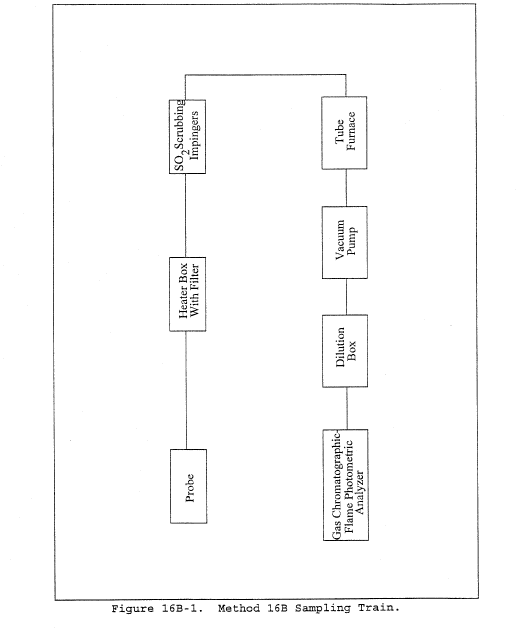 Probe
Heater Box
With Filter
SO2 Scrubbing
Impingers
Tube
Furnace
Vacuum
Pump
Dilution
Box
Gas Chromatographic-
Flame Photometric
Analyzer
Figure 16B-1. Method 16B Sampling Train.